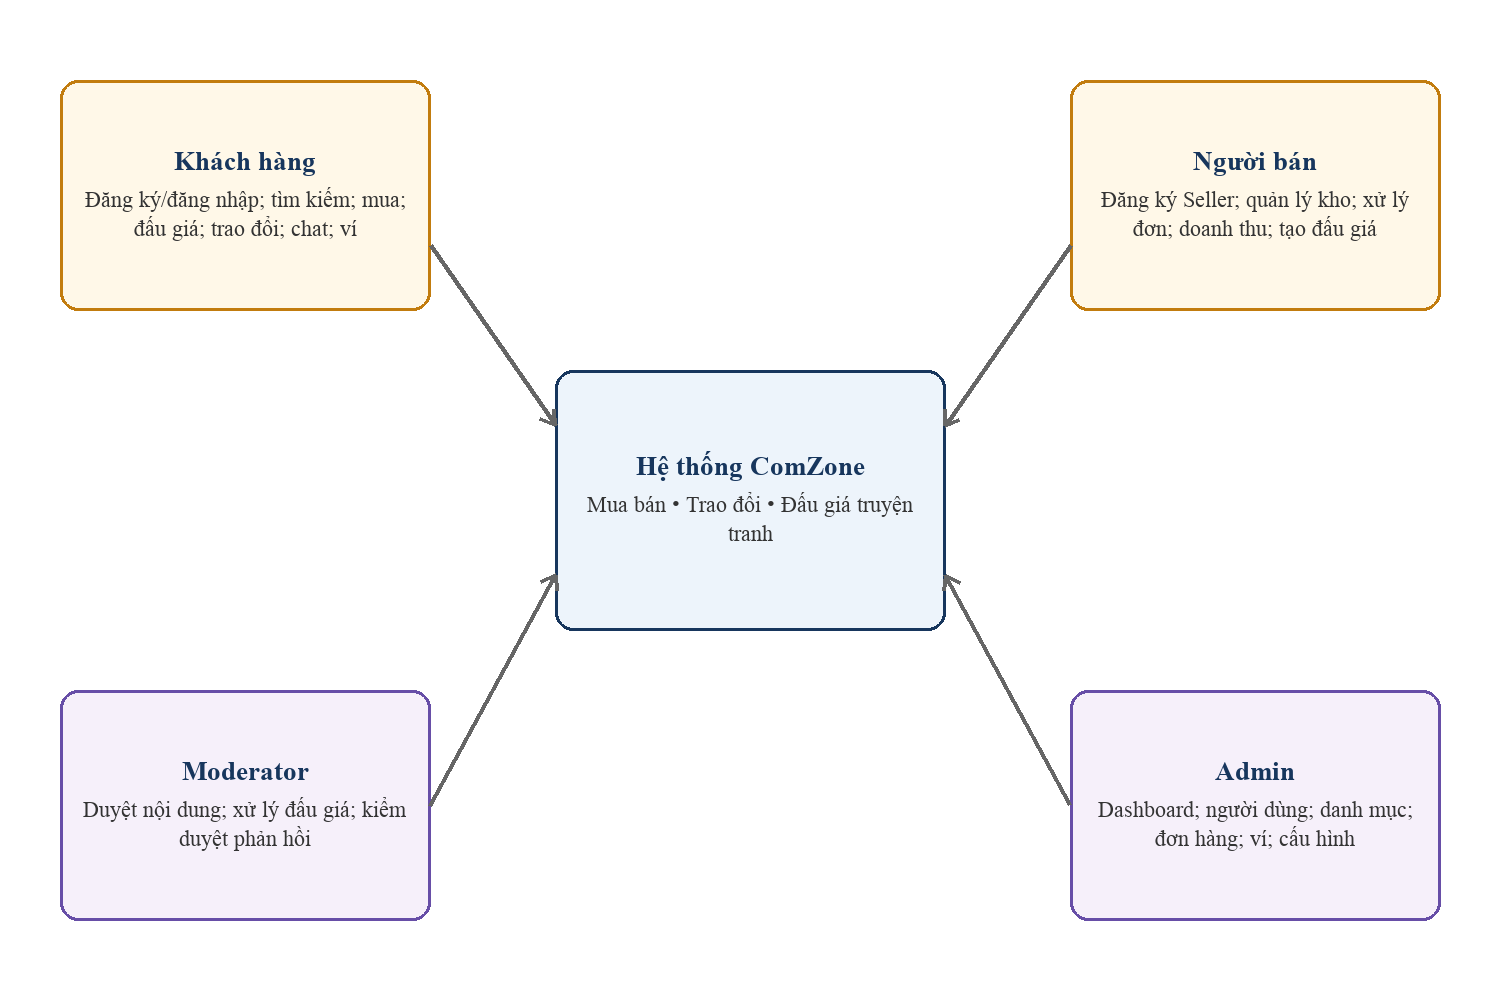 Khách hàng
Đăng ký/đăng nhập; tìm kiếm; mua;
đấu giá; trao đổi; chat; ví
Người bán
Đăng ký Seller; quản lý kho; xử lý
đơn; doanh thu; tạo đấu giá
Hệ thống ComZone
Mua bán • Trao đổi • Đấu giá truyện
tranh
Moderator
Duyệt nội dung; xử lý đấu giá; kiểm
duyệt phản hồi
Admin
Dashboard; người dùng; danh mục;
đơn hàng; ví; cấu hình